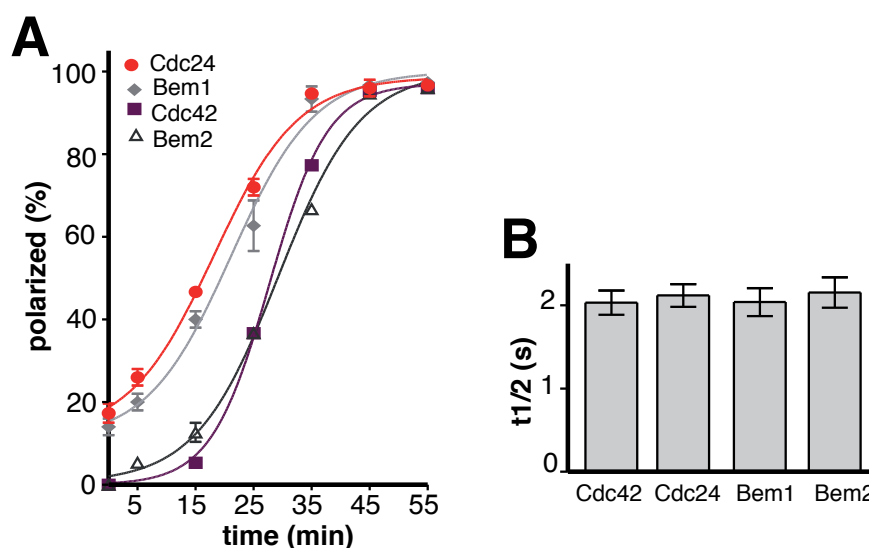 A
Cdc24
Bem1
Cdc42
Bem2
polarized (%)
100
80
60
40
20
0
5 15 25 35 45 55
time (min)
B
t1/2 (s)
2
1
0
Cdc42 Cdc24 Bem1 Bem2